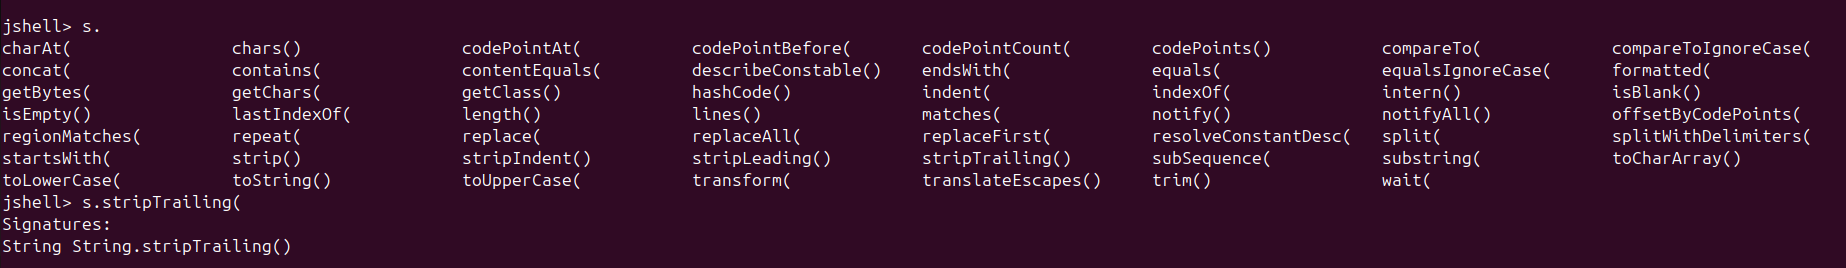 jshell> s.
charAt( chars() codePointAt( codePointBefore( codePointCount( codePoints() compareTo( compareToIgnoreCase(
concat( contains( contentEquals( describeConstable() endsWith( equals( equalsIgnoreCase( formatted(
getBytes( getChars( getClass() hashCode() indent( indexOf( intern() isBlank()
isEmpty() lastIndexOf( length() lines() matches( notify() notifyAll() offsetByCodePoints(
regionMatches( repeat( replace( replaceAll( replaceFirst( resolveConstantDesc( split( splitWithDelimiters(
startsWith( strip() stripIndent() stripLeading() stripTrailing() subSequence( substring( toCharArray()
toLowerCase( toString() toUpperCase( transform( translateEscapes() trim() wait(
jshell> s.stripTrailing(
Signatures:
String String.stripTrailing()